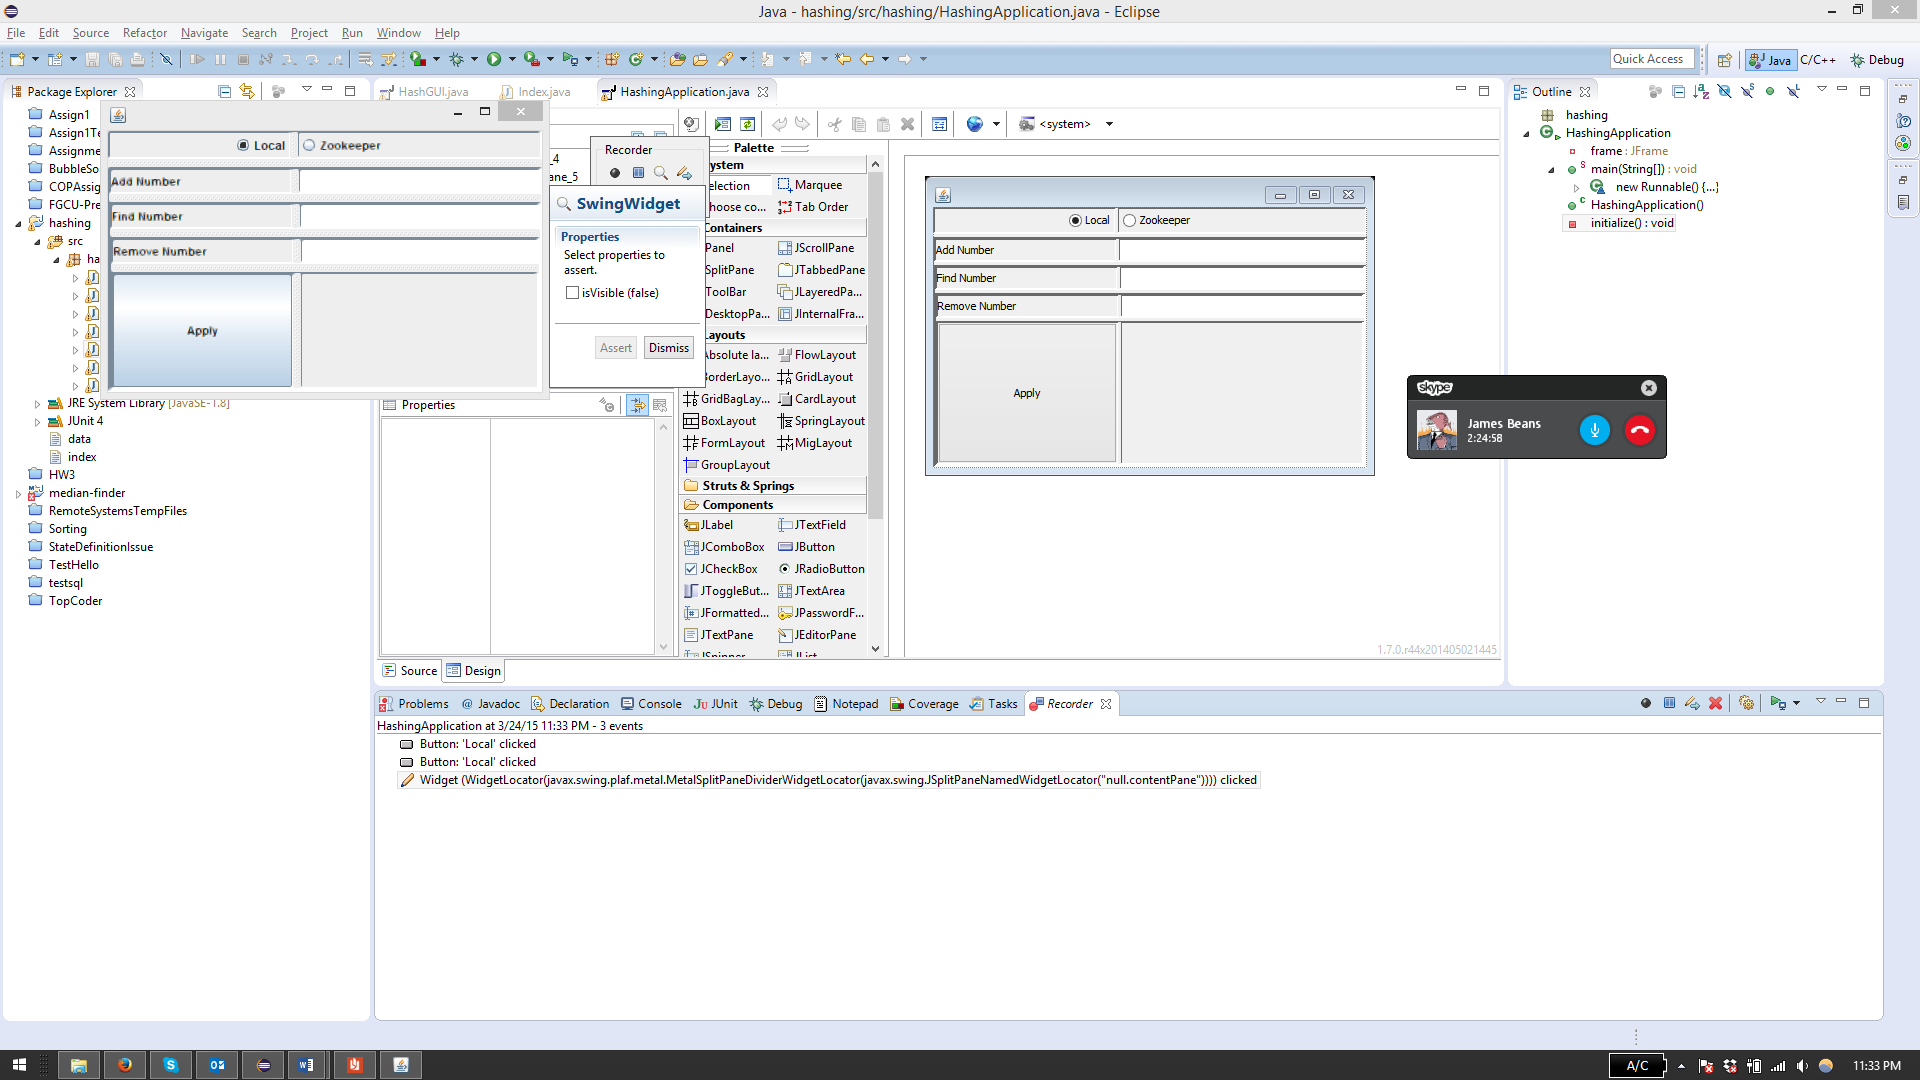 Java - hashing/src/hashing/HashingApplication.java - Eclipse
File Edit Source Refactor Navigate Search Project Run Window Help
Quick Access Java C/C++ Debug
Package Explorer
Assign1
Assign1Te
Assignme
BubbleSo
COPAssig
FGCU-Pre
hashing
src
ha
JRE System Library [JavaSE-1.8]
JUnit 4
data
index
HW3
median-finder
RemoteSystemsTempFiles
Sorting
StateDefinitionIssue
TestHello
testsql
TopCoder
Local Zookeeper
Add Number
Find Number
Remove Number
Apply
HashGUI.java Index.java HashingApplication.java
_4
ane_5
Recorder
SwingWidget
Properties
Select properties to
assert.
isVisible (false)
Assert Dismiss
Properties
<system>
Palette
ystem
election Marquee
hoose co... Tab Order
ontainers
Panel JScrollPane
SplitPane JTabbedPane
ToolBar JLayeredPa...
DesktopPa... JInternalFra...
ayouts
Absolute la... FlowLayout
orderLayo... GridLayout
GridBagLay... CardLayout
BoxLayout SpringLayout
FormLayout MigLayout
GroupLayout
Struts & Springs
Components
JLabel JTextField
JComboBox JButton
JCheckBox JRadioButton
JToggleBut... JTextArea
JFormatted... JPasswordF...
JTextPane JEditorPane
JSpinner JList
Local Zookeeper
Add Number
Find Number
Remove Number
Apply
1.7.0.r44x201405021445
Source Design
Outline
hashing
HashingApplication
frame : JFrame
main(String[]) : void
new Runnable() {...}
HashingApplication()
initialize() : void
skype
James Beans
2:24:58
Problems @ Javadoc Declaration Console JUnit Debug Notepad Coverage Tasks Recorder
HashingApplication at 3/24/15 11:33 PM - 3 events
Button: 'Local' clicked
Button: 'Local' clicked
Widget (WidgetLocator(javax.swing.plaf.metal.MetalSplitPaneDividerWidgetLocator(javax.swing.JSplitPaneNamedWidgetLocator("null.contentPane")))) clicked
A/C 11:33 PM